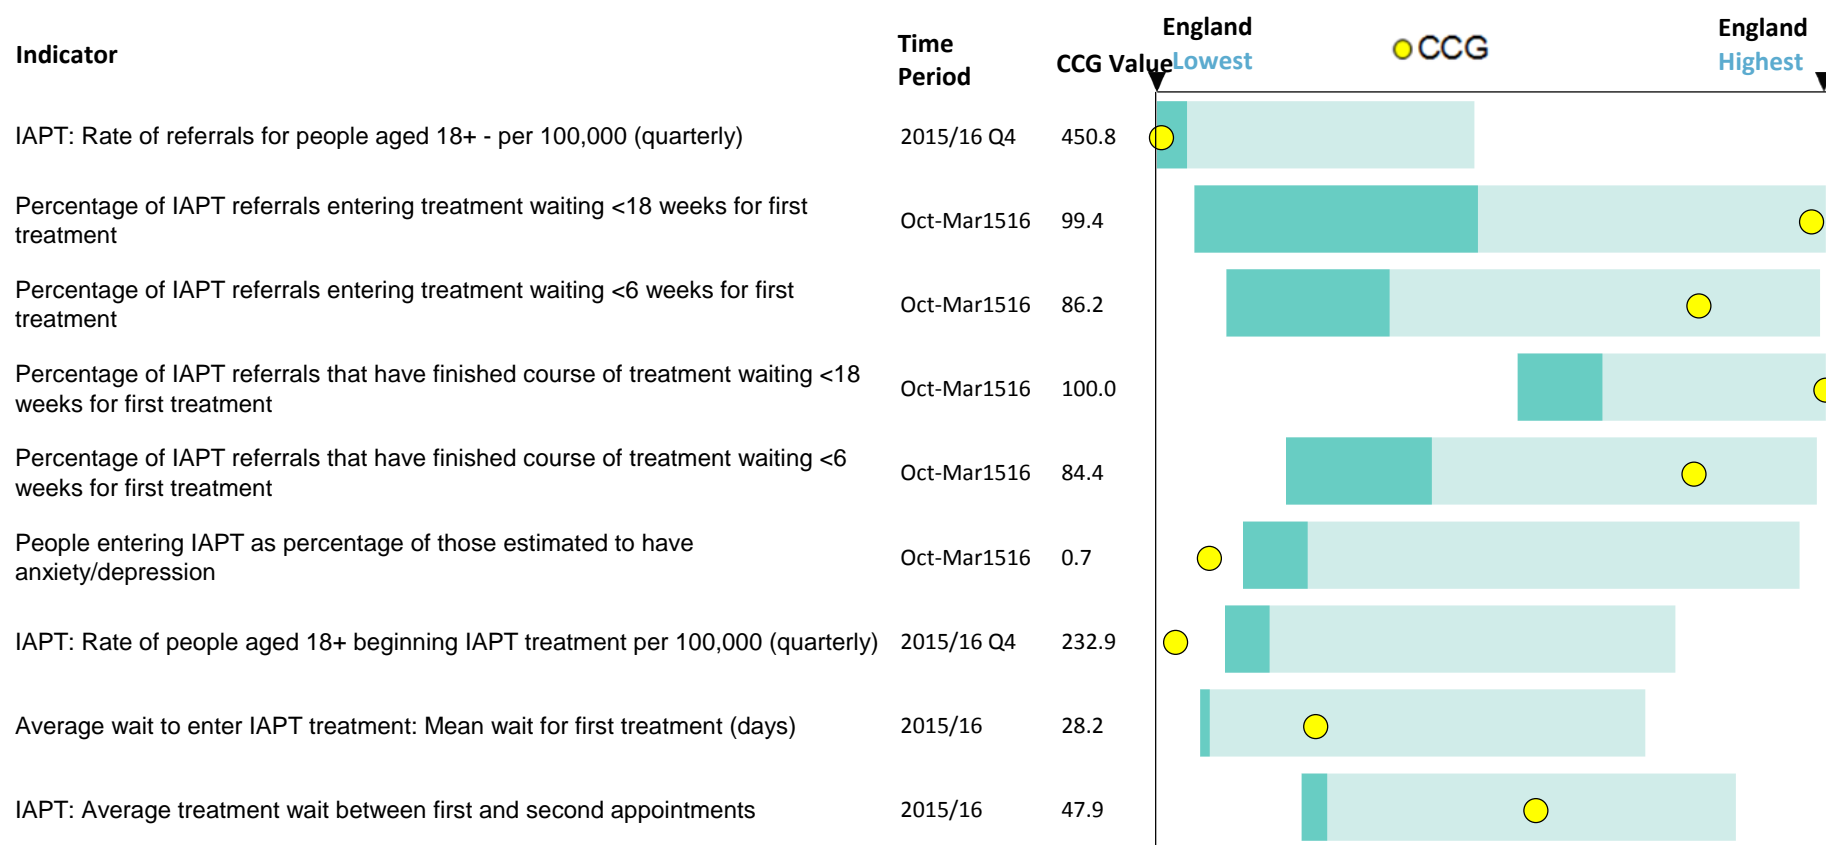 Indicator
Time
Period
CCG Value
England
Lowest
CCG
England
Highest
IAPT: Rate of referrals for people aged 18+ - per 100,000 (quarterly) 2015/16 Q4 450.8
Percentage of IAPT referrals entering treatment waiting <18 weeks for first
treatment
Oct-Mar1516 99.4
Percentage of IAPT referrals entering treatment waiting <6 weeks for first
treatment
Oct-Mar1516 86.2
Percentage of IAPT referrals that have finished course of treatment waiting <18
weeks for first treatment
Oct-Mar1516 100.0
Percentage of IAPT referrals that have finished course of treatment waiting <6
weeks for first treatment
Oct-Mar1516 84.4
People entering IAPT as percentage of those estimated to have
anxiety/depression
Oct-Mar1516 0.7
IAPT: Rate of people aged 18+ beginning IAPT treatment per 100,000 (quarterly) 2015/16 Q4 232.9
Average wait to enter IAPT treatment: Mean wait for first treatment (days) 2015/16 28.2
IAPT: Average treatment wait between first and second appointments 2015/16 47.9